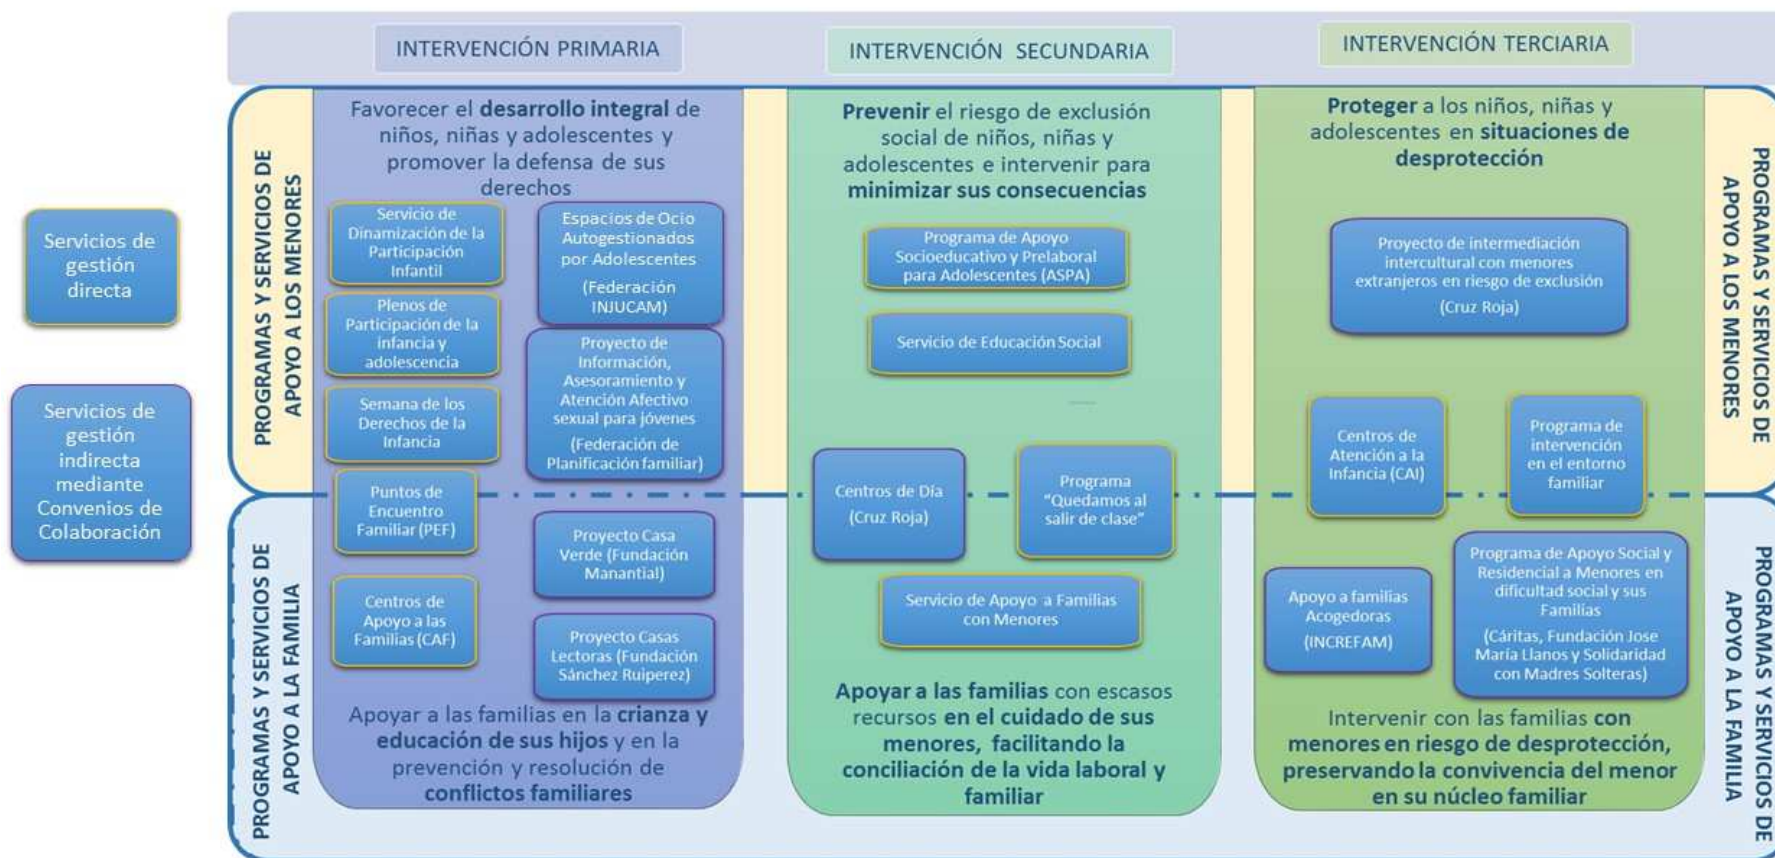 INTERVENCIÓN PRIMARIA
INTERVENCIÓN SECUNDARIA
INTERVENCIÓN TERCIARIA
Servicios de
gestión
directa
Servicios de
gestión
indirecta
mediante
Convenios de
Colaboración
PROGRAMAS Y SERVICIOS DE
APOYO A LOS MENORES
PROGRAMAS Y SERVICIOS DE
APOYO A LA FAMILIA
Favorecer el desarrollo integral de
niños, niñas y adolescentes y
promover la defensa de sus
derechos
Servicio de
Dinamización de la
Participación
Infantil
Plenos de
Participación de la
infancia y
adolescencia
Semana de los
Derechos de la
Infancia
Puntos de
Encuentro
Familiar (PEF)
Centros de
Apoyo a las
Familias (CAF)
Espacios de Ocio
Autogestionados
por Adolescentes
(Federación
INJUCAM)
Proyecto de
Información,
Asesoramiento y
Atención Afectivo
sexual para jóvenes
(Federación de
Planificación familiar)
Proyecto Casa
Verde (Fundación
Manantial)
Proyecto Casas
Lectoras (Fundación
Sánchez Ruiperez)
Apoyar a las familias en la crianza y
educación de sus hijos y en la
prevención y resolución de
conflictos familiares
Prevenir el riesgo de exclusión
social de niños, niñas y
adolescentes e intervenir para
minimizar sus consecuencias
Programa de Apoyo
Socioeducativo y Prelaboral
para Adolescentes (ASPA)
Servicio de Educación Social
Centros de Día
(Cruz Roja)
Programa
"Quedamos al
salir de clase"
Servicio de Apoyo a Familias
con Menores
Apoyar a las familias con escasos
recursos en el cuidado de sus
menores, facilitando la
conciliación de la vida laboral y
familiar
Proteger a los niños, niñas y
adolescentes en situaciones de
desprotección
Proyecto de intermediación
intercultural con menores
extranjeros en riesgo de exclusión
(Cruz Roja)
Centros de
Atención a la
Infancia (CAI)
Programa de
intervención
en el entorno
familiar
Apoyo a familias
Acogedoras
(INCREFAM)
Programa de Apoyo Social y
Residencial a Menores en
dificultad social y sus
Familias
(Cáritas, Fundación Jose
María Llanos y Solidaridad
con Madres Solteras)
Intervenir con las familias con
menores en riesgo de desprotección,
preservando la convivencia del menor
en su núcleo familiar
PROGRAMAS Y SERVICIOS DE
APOYO A LOS MENORES
PROGRAMAS Y SERVICIOS DE
APOYO A LA FAMILIA